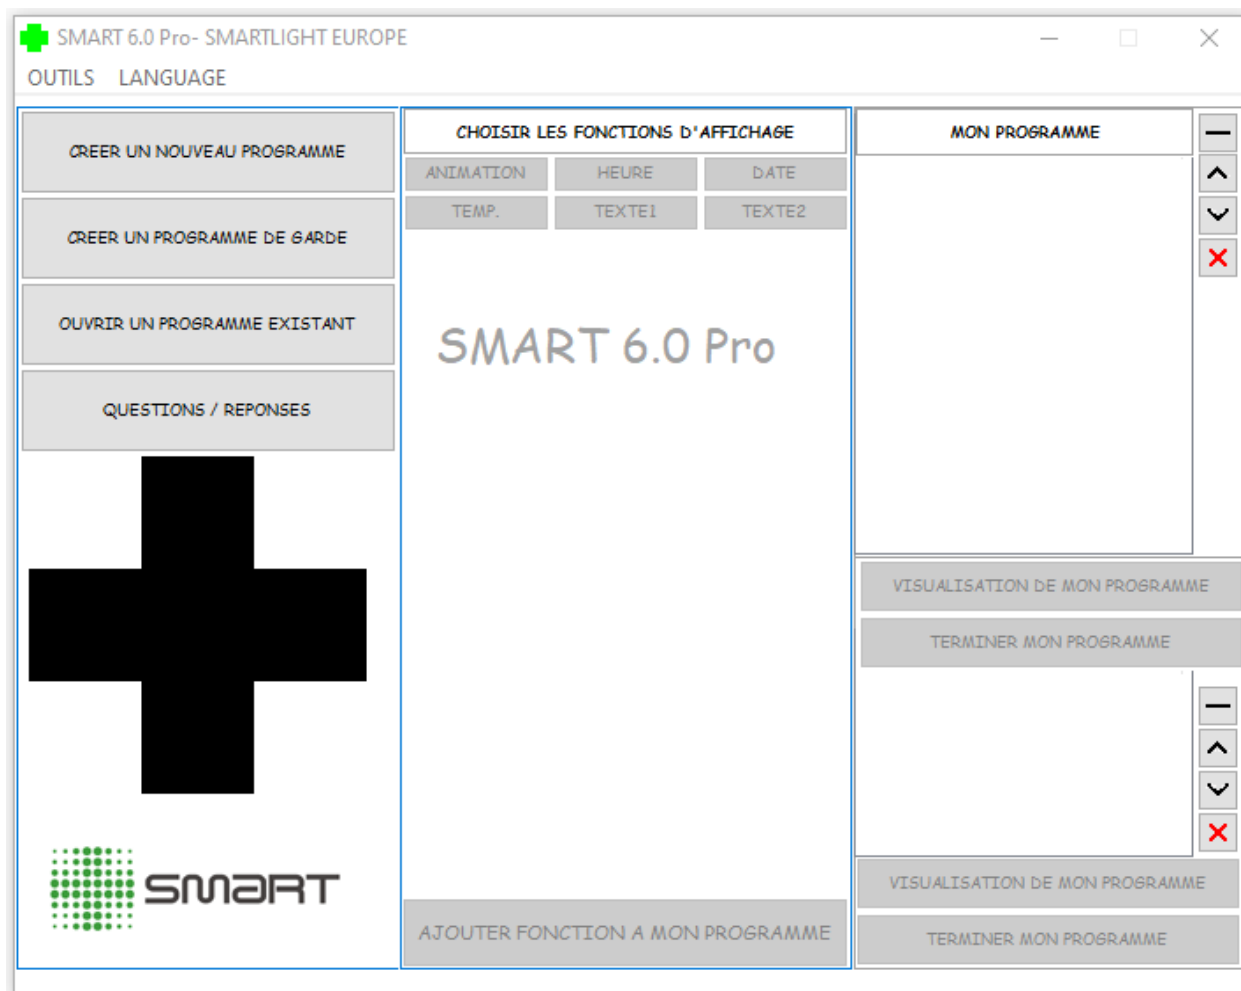 SMART 6.0 Pro- SMARTLIGHT EUROPE
OUTILS LANGUAGE
CREER UN NOUVEAU PROGRAMME
CREER UN PROGRAMME DE GARDE
OUVRIR UN PROGRAMME EXISTANT
QUESTIONS / REPONSES
SMART
CHOISIR LES FONCTIONS D'AFFICHAGE
ANIMATION HEURE DATE
TEMP. TEXTE1 TEXTE2
SMART 6.0 Pro
AJOUTER FONCTION A MON PROGRAMME
MON PROGRAMME
VISUALISATION DE MON PROGRAMME
TERMINER MON PROGRAMME
VISUALISATION DE MON PROGRAMME
TERMINER MON PROGRAMME